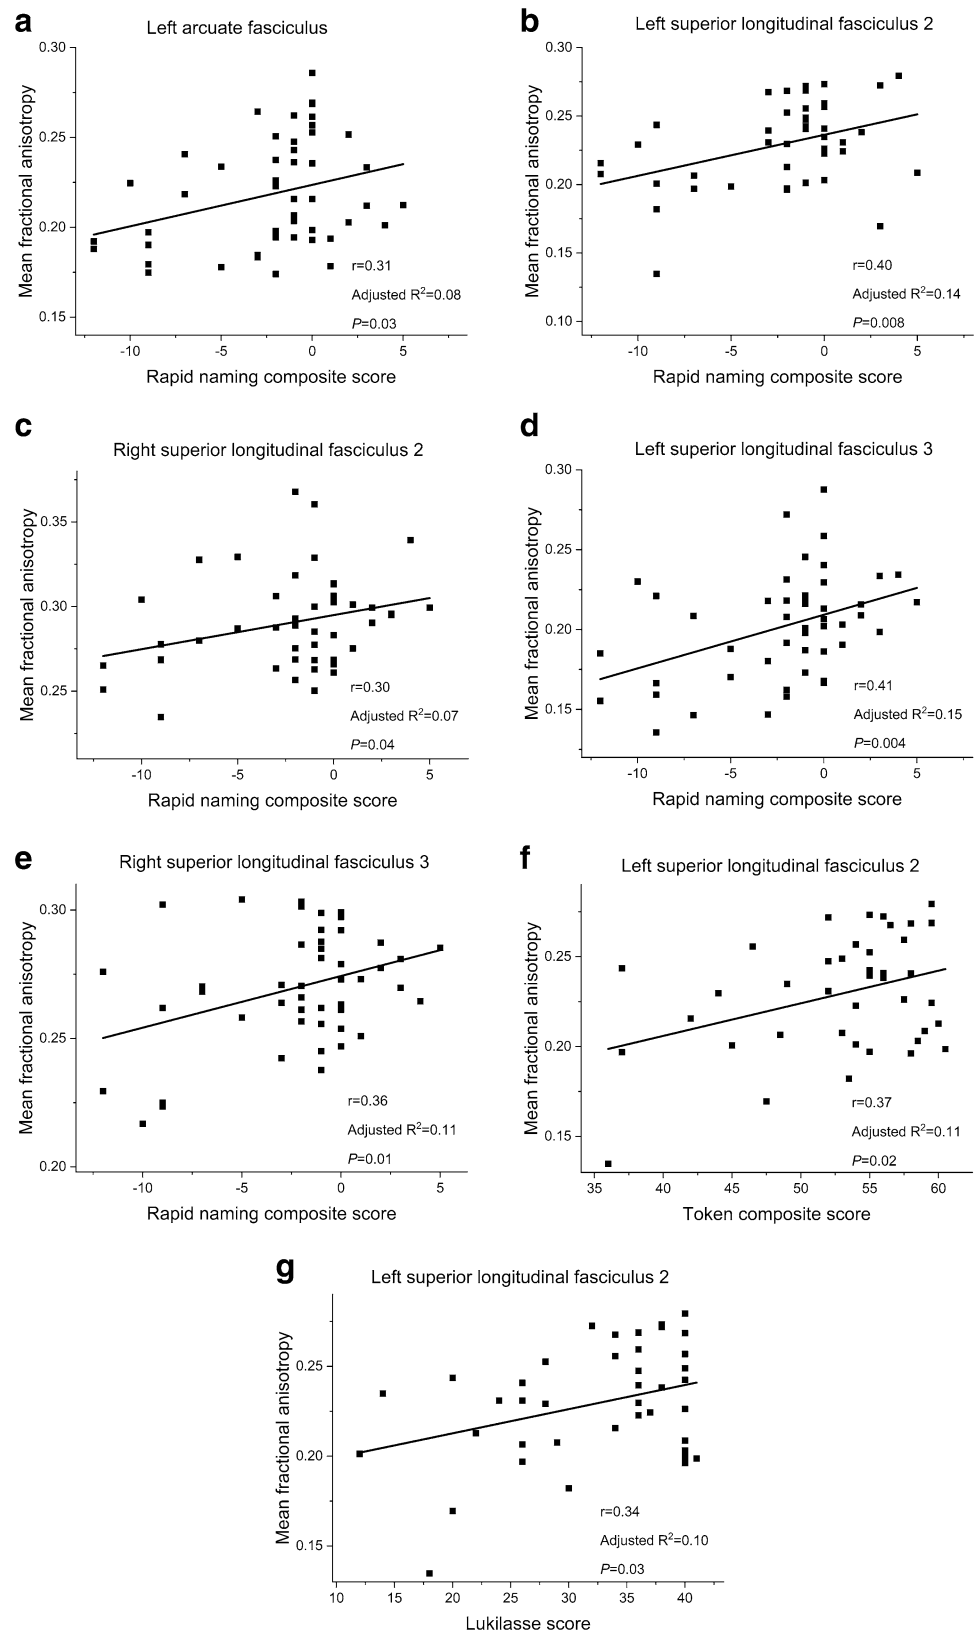 a
Left arcuate fasciculus
0.30
0.25
0.20
0.15
Mean fractional anisotropy
r=0.31
Adjusted R²=0.08
P=0.03
-10 -5 0 5
Rapid naming composite score
b
Left superior longitudinal fasciculus 2
0.30
0.25
0.20
0.15
0.10
Mean fractional anisotropy
r=0.40
Adjusted R²=0.14
P=0.008
-10 -5 0 5
Rapid naming composite score
c
Right superior longitudinal fasciculus 2
0.35
0.30
0.25
Mean fractional anisotropy
r=0.30
Adjusted R²=0.07
P=0.04
-10 -5 0 5
Rapid naming composite score
d
Left superior longitudinal fasciculus 3
0.30
0.25
0.20
0.15
Mean fractional anisotropy
r=0.41
Adjusted R²=0.15
P=0.004
-10 -5 0 5
Rapid naming composite score
e
Right superior longitudinal fasciculus 3
0.30
0.25
0.20
Mean fractional anisotropy
r=0.36
Adjusted R²=0.11
P=0.01
-10 -5 0 5
Rapid naming composite score
f
Left superior longitudinal fasciculus 2
0.25
0.20
0.15
Mean fractional anisotropy
r=0.37
Adjusted R²=0.11
P=0.02
35 40 45 50 55 60
Token composite score
g
Left superior longitudinal fasciculus 2
0.25
0.20
0.15
Mean fractional anisotropy
r=0.34
Adjusted R²=0.10
P=0.03
10 15 20 25 30 35 40
Lukilasse score